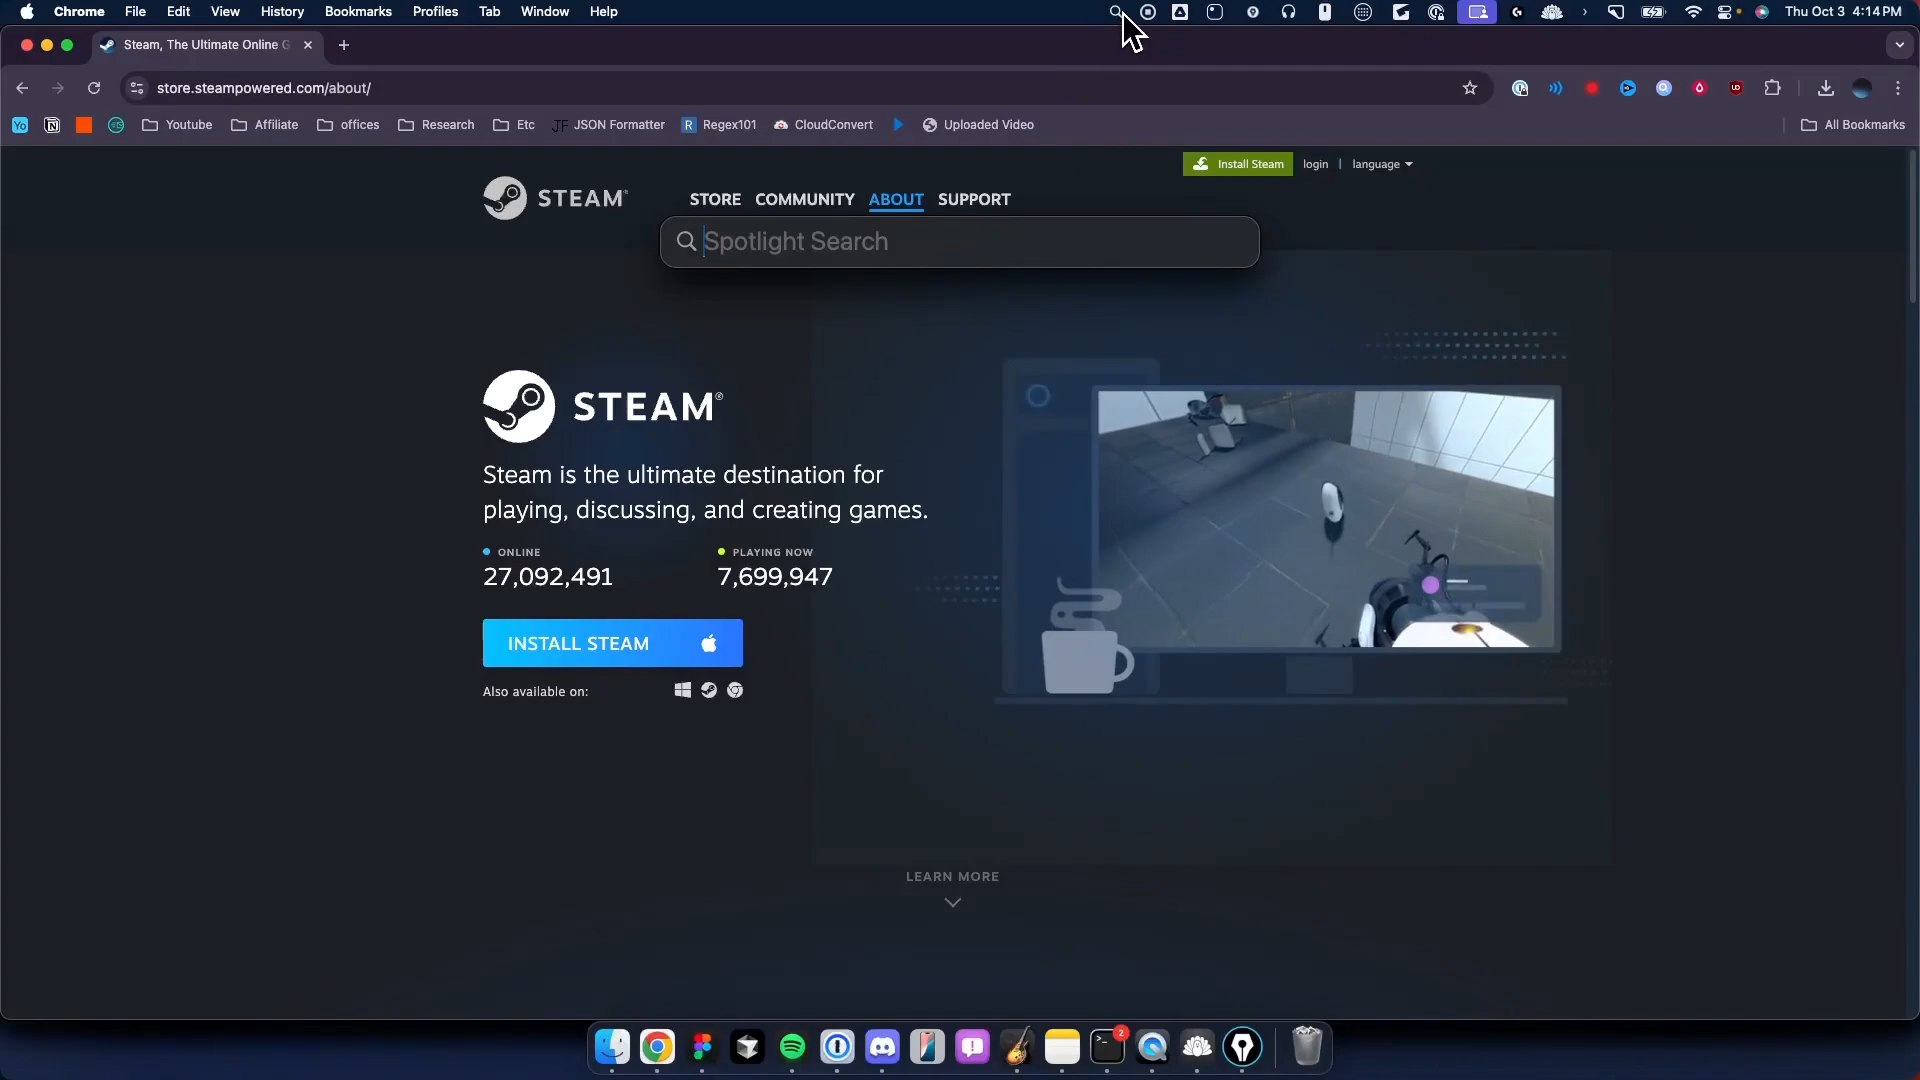 Chrome File Edit View History Bookmarks Profiles Tab Window Help Thu Oct 3 4:14 PM
Steam, The Ultimate Online G
store.steampowered.com/about/
Yo Youtube Affiliate offices Research Etc JF JSON Formatter R Regex101 CloudConvert Uploaded Video All Bookmarks
Install Steam login | language
STEAM® STORE COMMUNITY ABOUT SUPPORT
Spotlight Search
STEAM®
Steam is the ultimate destination for
playing, discussing, and creating games.
ONLINE PLAYING NOW
27,092,491 7,699,947
INSTALL STEAM
Also available on:
LEARN MORE
2